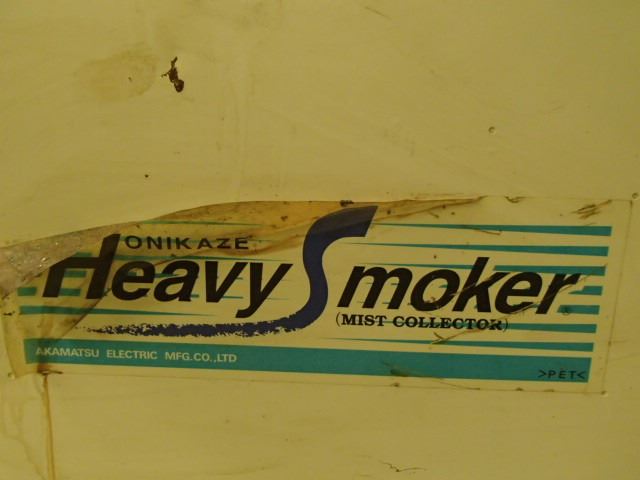 ONIKAZE
Heavy Smoker
(MIST COLLECTOR)
AKAMATSU ELECTRIC MFG.CO.,LTD
>PET<